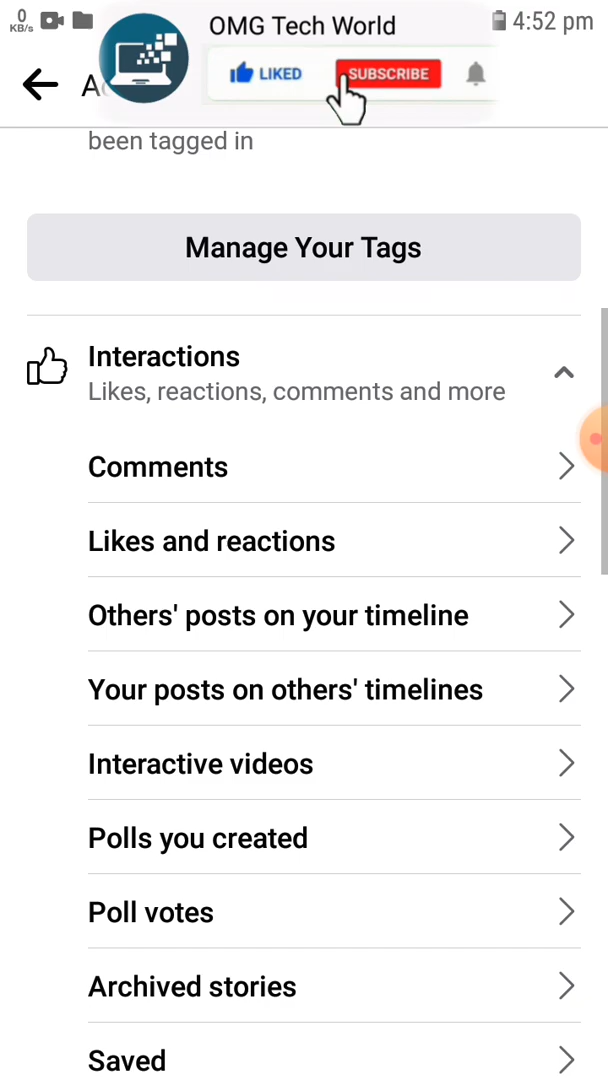 0
KB/s
OMG Tech World
4:52 pm
LIKED
SUBSCRIBE
A
been tagged in
Manage Your Tags
Interactions
Likes, reactions, comments and more
Comments
Likes and reactions
Others' posts on your timeline
Your posts on others' timelines
Interactive videos
Polls you created
Poll votes
Archived stories
Saved